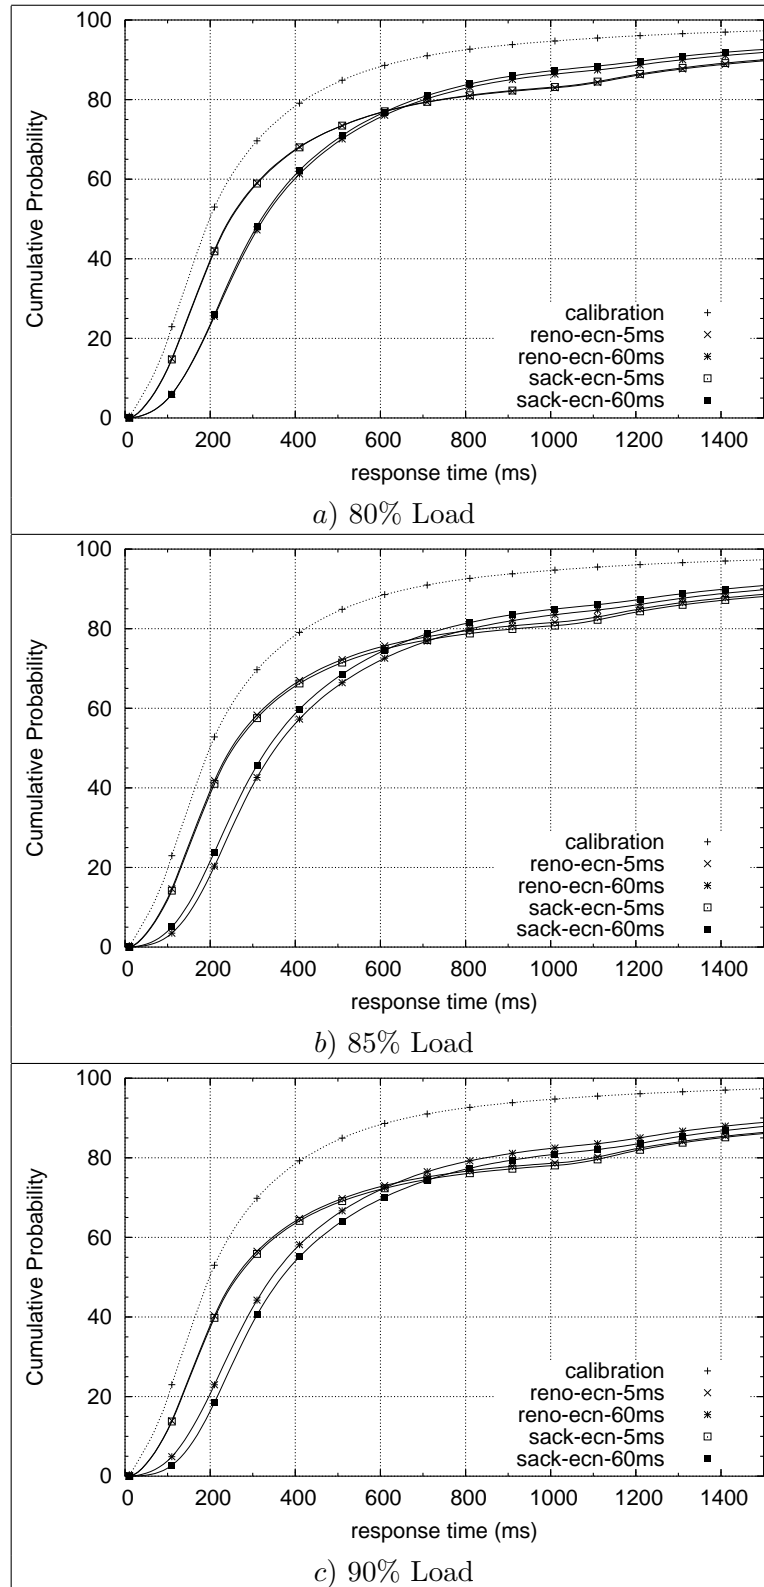 100
80
60
40
20
0
Cumulative Probability
calibration
reno-ecn-5ms
reno-ecn-60ms
sack-ecn-5ms
sack-ecn-60ms
0 200 400 600 800 1000 1200 1400
response time (ms)
a) 80% Load
100
80
60
40
20
0
Cumulative Probability
calibration
reno-ecn-5ms
reno-ecn-60ms
sack-ecn-5ms
sack-ecn-60ms
0 200 400 600 800 1000 1200 1400
response time (ms)
b) 85% Load
100
80
60
40
20
0
Cumulative Probability
calibration
reno-ecn-5ms
reno-ecn-60ms
sack-ecn-5ms
sack-ecn-60ms
0 200 400 600 800 1000 1200 1400
response time (ms)
c) 90% Load